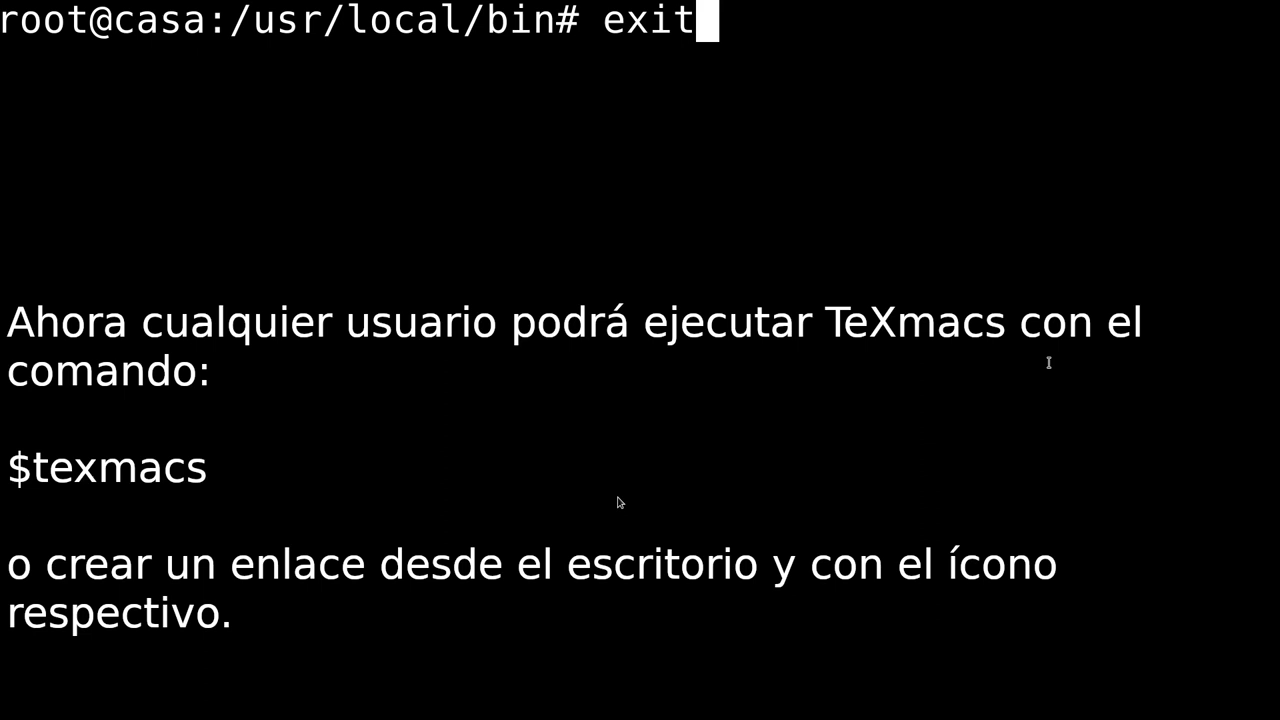 root@casa:/usr/local/bin# exit
Ahora cualquier usuario podrá ejecutar TeXmacs con el
comando:
$texmacs
o crear un enlace desde el escritorio y con el ícono
respectivo.